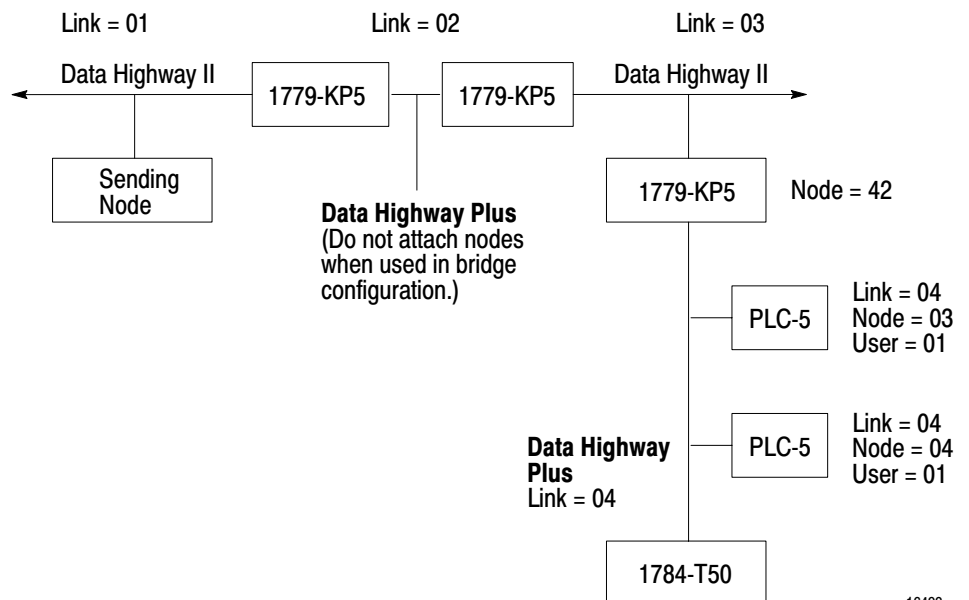 Link = 01
Link = 02
Link = 03
Data Highway II
1779-KP5
1779-KP5
Data Highway II
Sending
Node
1779-KP5
Node = 42
Data Highway Plus
(Do not attach nodes
when used in bridge
configuration.)
PLC-5
Link = 04
Node = 03
User = 01
PLC-5
Link = 04
Node = 04
User = 01
Data Highway
Plus
Link = 04
1784-T50